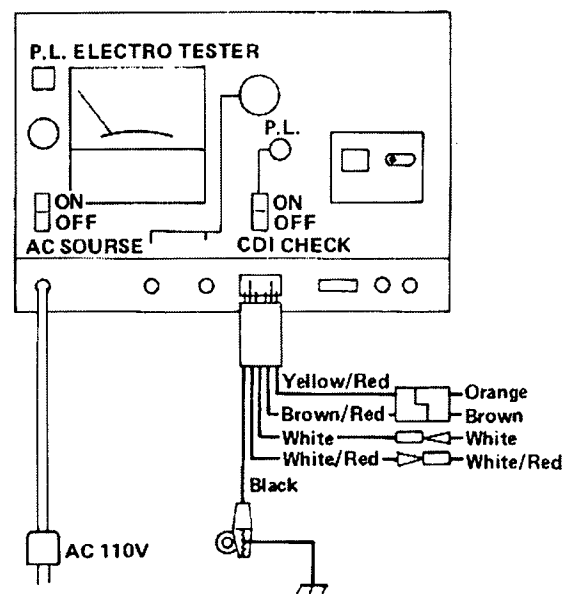 P.L. ELECTRO TESTER
P.L.
ON
OFF
ON
OFF
AC SOURSE
CDI CHECK
Yellow/Red
Orange
Brown/Red
Brown
White
White
White/Red
White/Red
Black
AC 110V